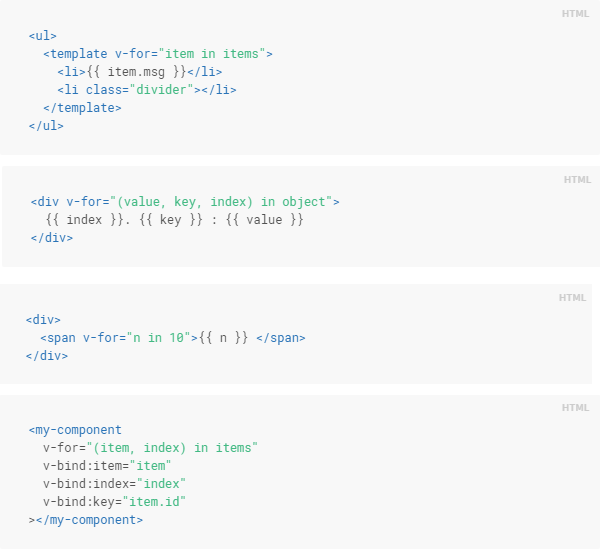 HTML
<ul>
  <template v-for="item in items">
    <li>{{ item.msg }}</li>
    <li class="divider"></li>
  </template>
</ul>
HTML
<div v-for="(value, key, index) in object">
  {{ index }}. {{ key }} : {{ value }}
</div>
HTML
<div>
  <span v-for="n in 10">{{ n }} </span>
</div>
HTML
<my-component
  v-for="(item, index) in items"
  v-bind:item="item"
  v-bind:index="index"
  v-bind:key="item.id"
></my-component>